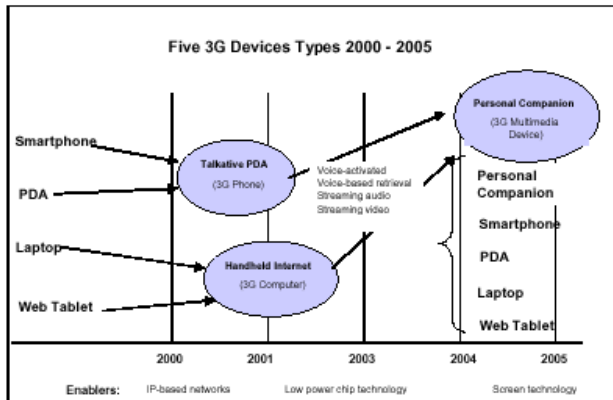 Five 3G Devices Types 2000 - 2005
Personal Companion
(3G Multimedia
Device)
Smartphone
Talkative PDA
(3G Phone)
Voice-activated
Voice-based retrieval
Streaming audio
Streaming video
PDA
Personal
Companion
Smartphone
PDA
Laptop
Web Tablet
Laptop
Handheld Internet
(3G Computer)
Web Tablet
2000 2001 2003 2004 2005
Enablers: IP-based networks Low power chip technology Screen technology